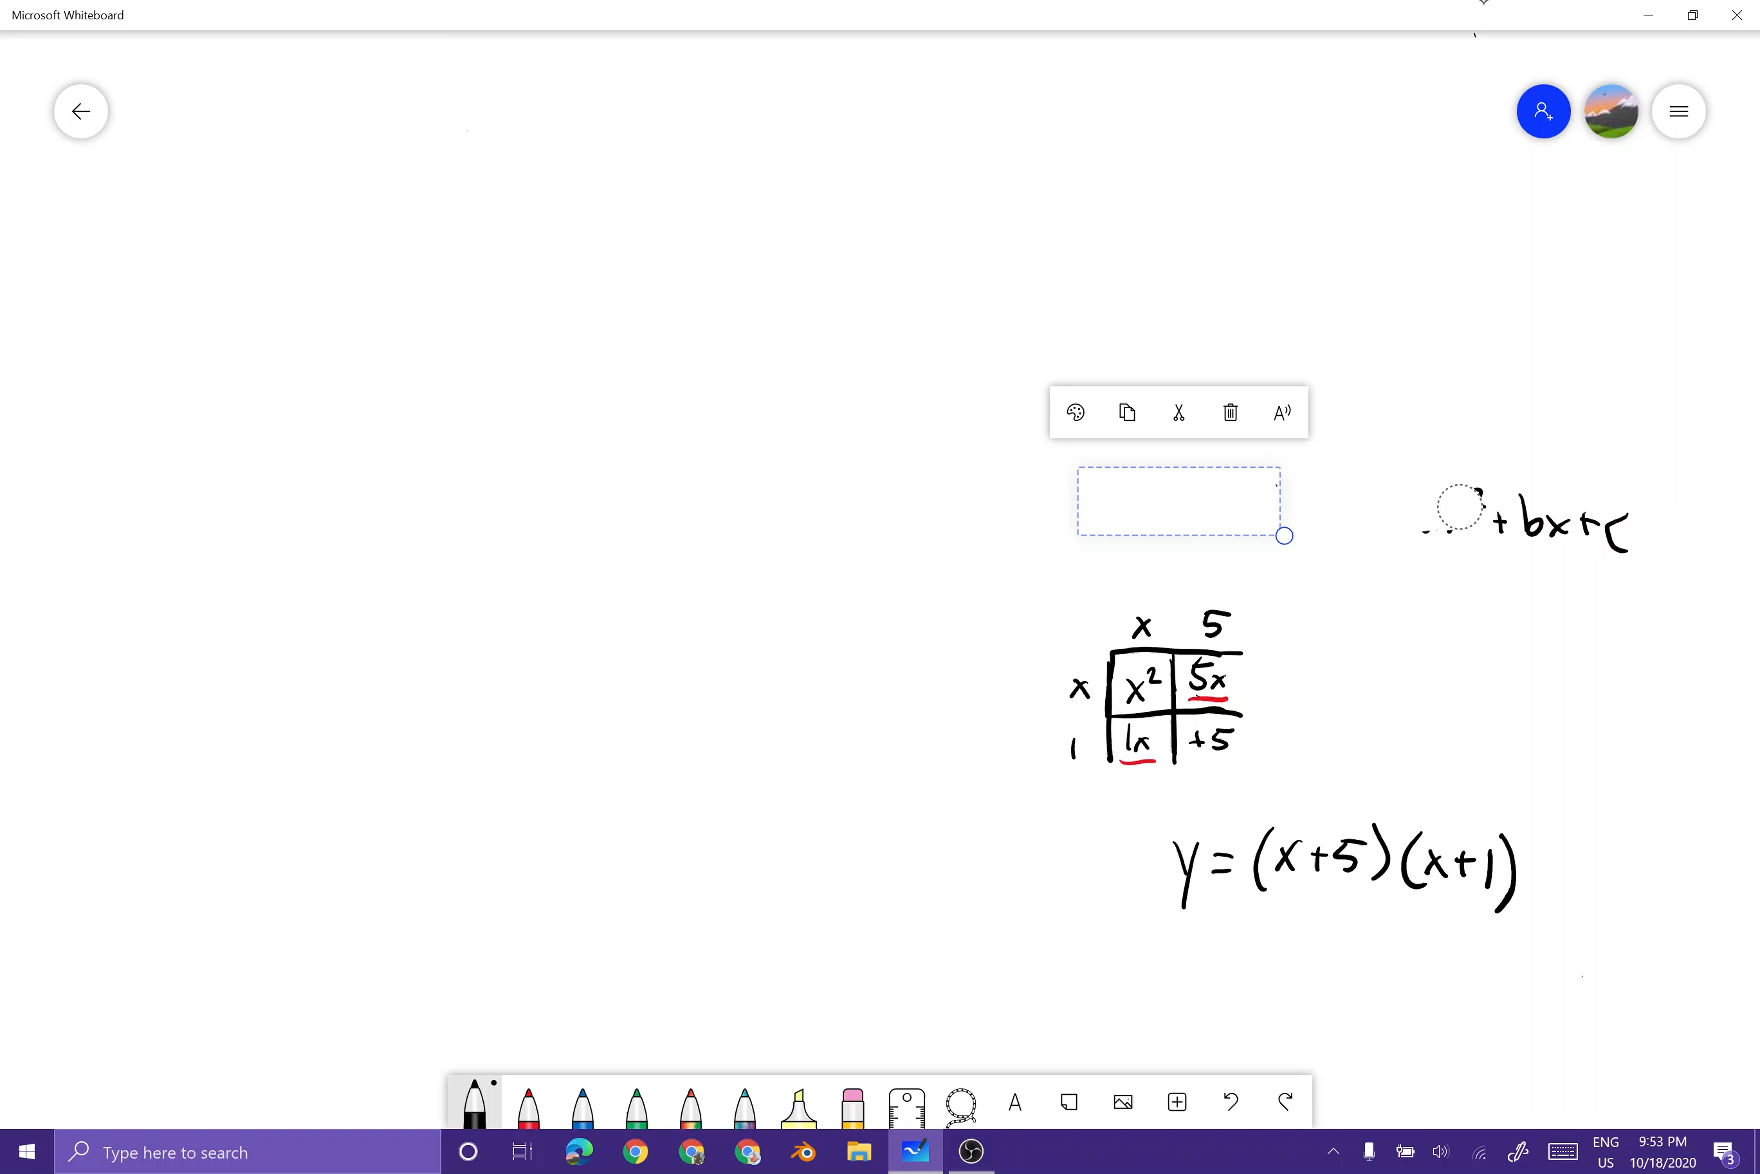 Microsoft Whiteboard
+ bx + c
x 5
x x² 5x
1 1x +5
y = (x+5)(x+1)
A
Type here to search
ENG
US
9:53 PM
10/18/2020
3